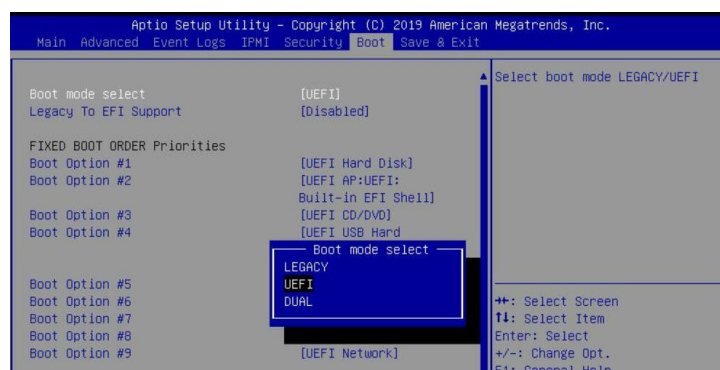 Aptio Setup Utility – Copyright (C) 2019 American Megatrends, Inc.
Main Advanced Event Logs IPMI Security Boot Save & Exit
Boot mode select [UEFI]
Legacy To EFI Support [Disabled]
FIXED BOOT ORDER Priorities
Boot Option #1 [UEFI Hard Disk]
Boot Option #2 [UEFI AP:UEFI:
Built-in EFI Shell]
Boot Option #3 [UEFI CD/DVD]
Boot Option #4 [UEFI USB Hard
Boot mode select
LEGACY
UEFI
DUAL
Boot Option #5
Boot Option #6
Boot Option #7
Boot Option #8
Boot Option #9 [UEFI Network]
Select boot mode LEGACY/UEFI
: Select Screen
↑↓: Select Item
Enter: Select
+/-: Change Opt.
F1: General Help